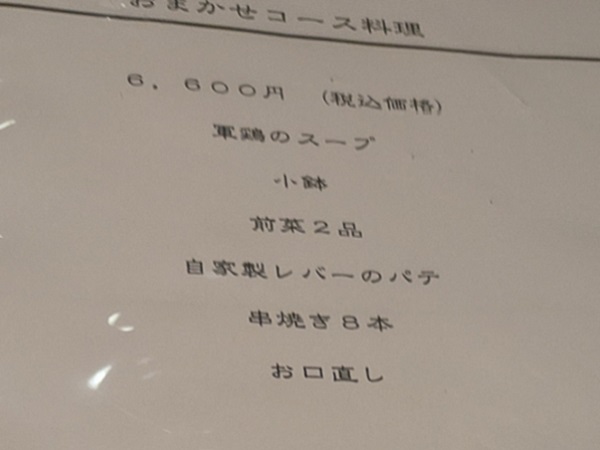 おまかせコース料理
6，600円　(税込価格)
軍鶏のスープ
小鉢
前菜2品
自家製レバーのパテ
串焼き8本
お口直し